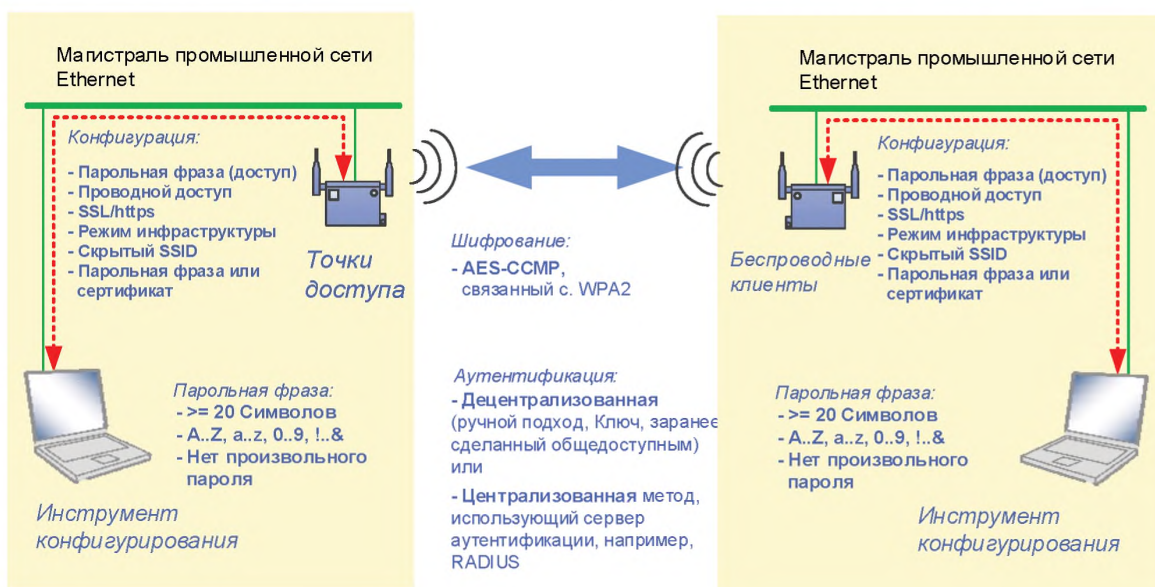 Магистраль промышленной сети
Ethernet
Конфигурация:
- Парольная фраза (доступ)
- Проводной доступ
- SSL/https
- Режим инфраструктуры
- Скрытый SSID
- Парольная фраза или
сертификат
Точки
доступа
Парольная фраза:
- >= 20 Символов
- A..Z, a..z, 0..9, !..&
- Нет произвольного
пароля
Инструмент
конфигурирования
Шифрование:
- AES-CCMP,
связанный с. WPA2
Аутентификация:
- Децентрализованная
(ручной подход, Ключ, заранее
сделанный общедоступным)
или
- Централизованная метод,
использующий сервер
аутентификации, например,
RADIUS
Магистраль промышленной сети
Ethernet
Конфигурация:
- Парольная фраза (доступ)
- Проводной доступ
- SSL/https
- Режим инфраструктуры
- Скрытый SSID
- Парольная фраза или
сертификат
Беспроводные
клиенты
Парольная фраза:
- >= 20 Символов
- A..Z, a..z, 0..9, !..&
- Нет произвольного
пароля
Инструмент
конфигурирования